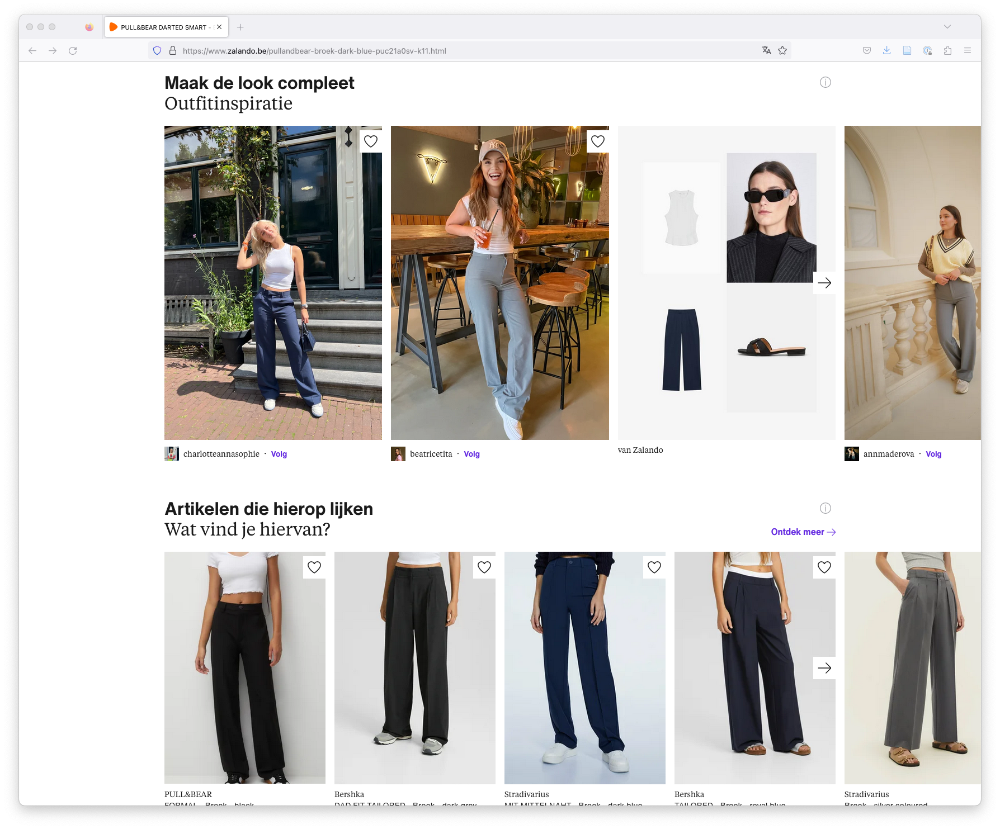 PULL&BEAR DARTED SMART -
https://www.zalando.be/pullandbear-broek-dark-blue-puc21a0sv-k11.html
Maak de look compleet
Outfitinspiratie
charlotteannasophie · Volg
beatricetita · Volg
van Zalando
annmaderova · Volg
Artikelen die hierop lijken
Wat vind je hiervan?
Ontdek meer
PULL&BEAR
FORMAL - Broek - black
Bershka
DAD FIT TAILORED - Broek - dark grey
Stradivarius
MIT MITTELNAHT - Broek - dark blue
Bershka
TAILORED - Broek - royal blue
Stradivarius
Broek - silver-coloured